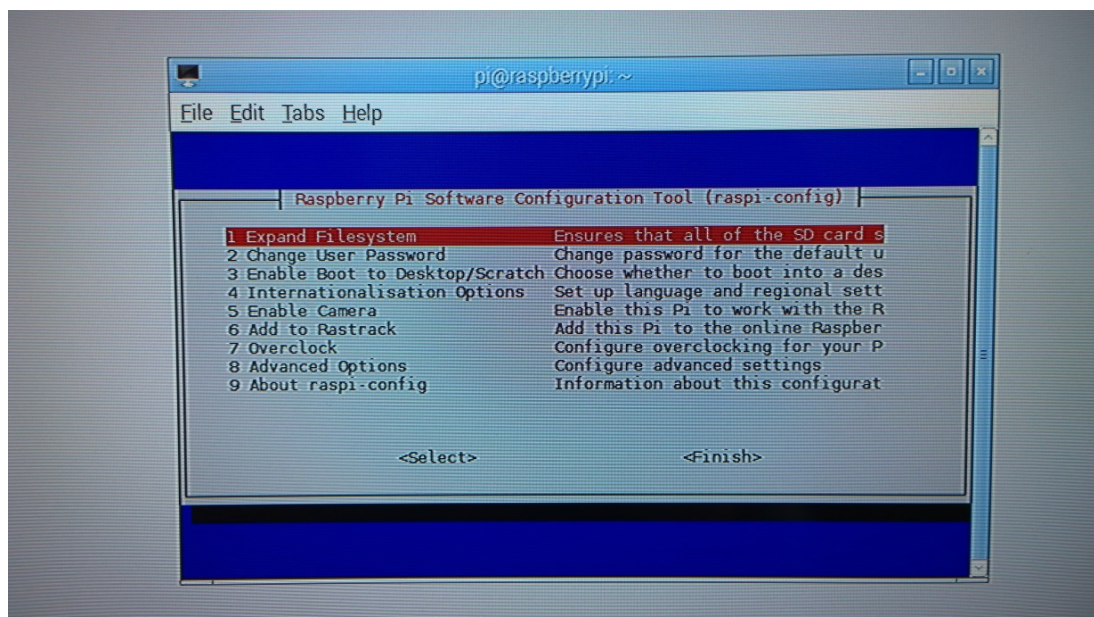 pi@raspberrypi: ~
File Edit Tabs Help
Raspberry Pi Software Configuration Tool (raspi-config)
1 Expand Filesystem Ensures that all of the SD card s
2 Change User Password Change password for the default u
3 Enable Boot to Desktop/Scratch Choose whether to boot into a des
4 Internationalisation Options Set up language and regional sett
5 Enable Camera Enable this Pi to work with the R
6 Add to Rastrack Add this Pi to the online Raspber
7 Overclock Configure overclocking for your P
8 Advanced Options Configure advanced settings
9 About raspi-config Information about this configurat
<Select> <Finish>